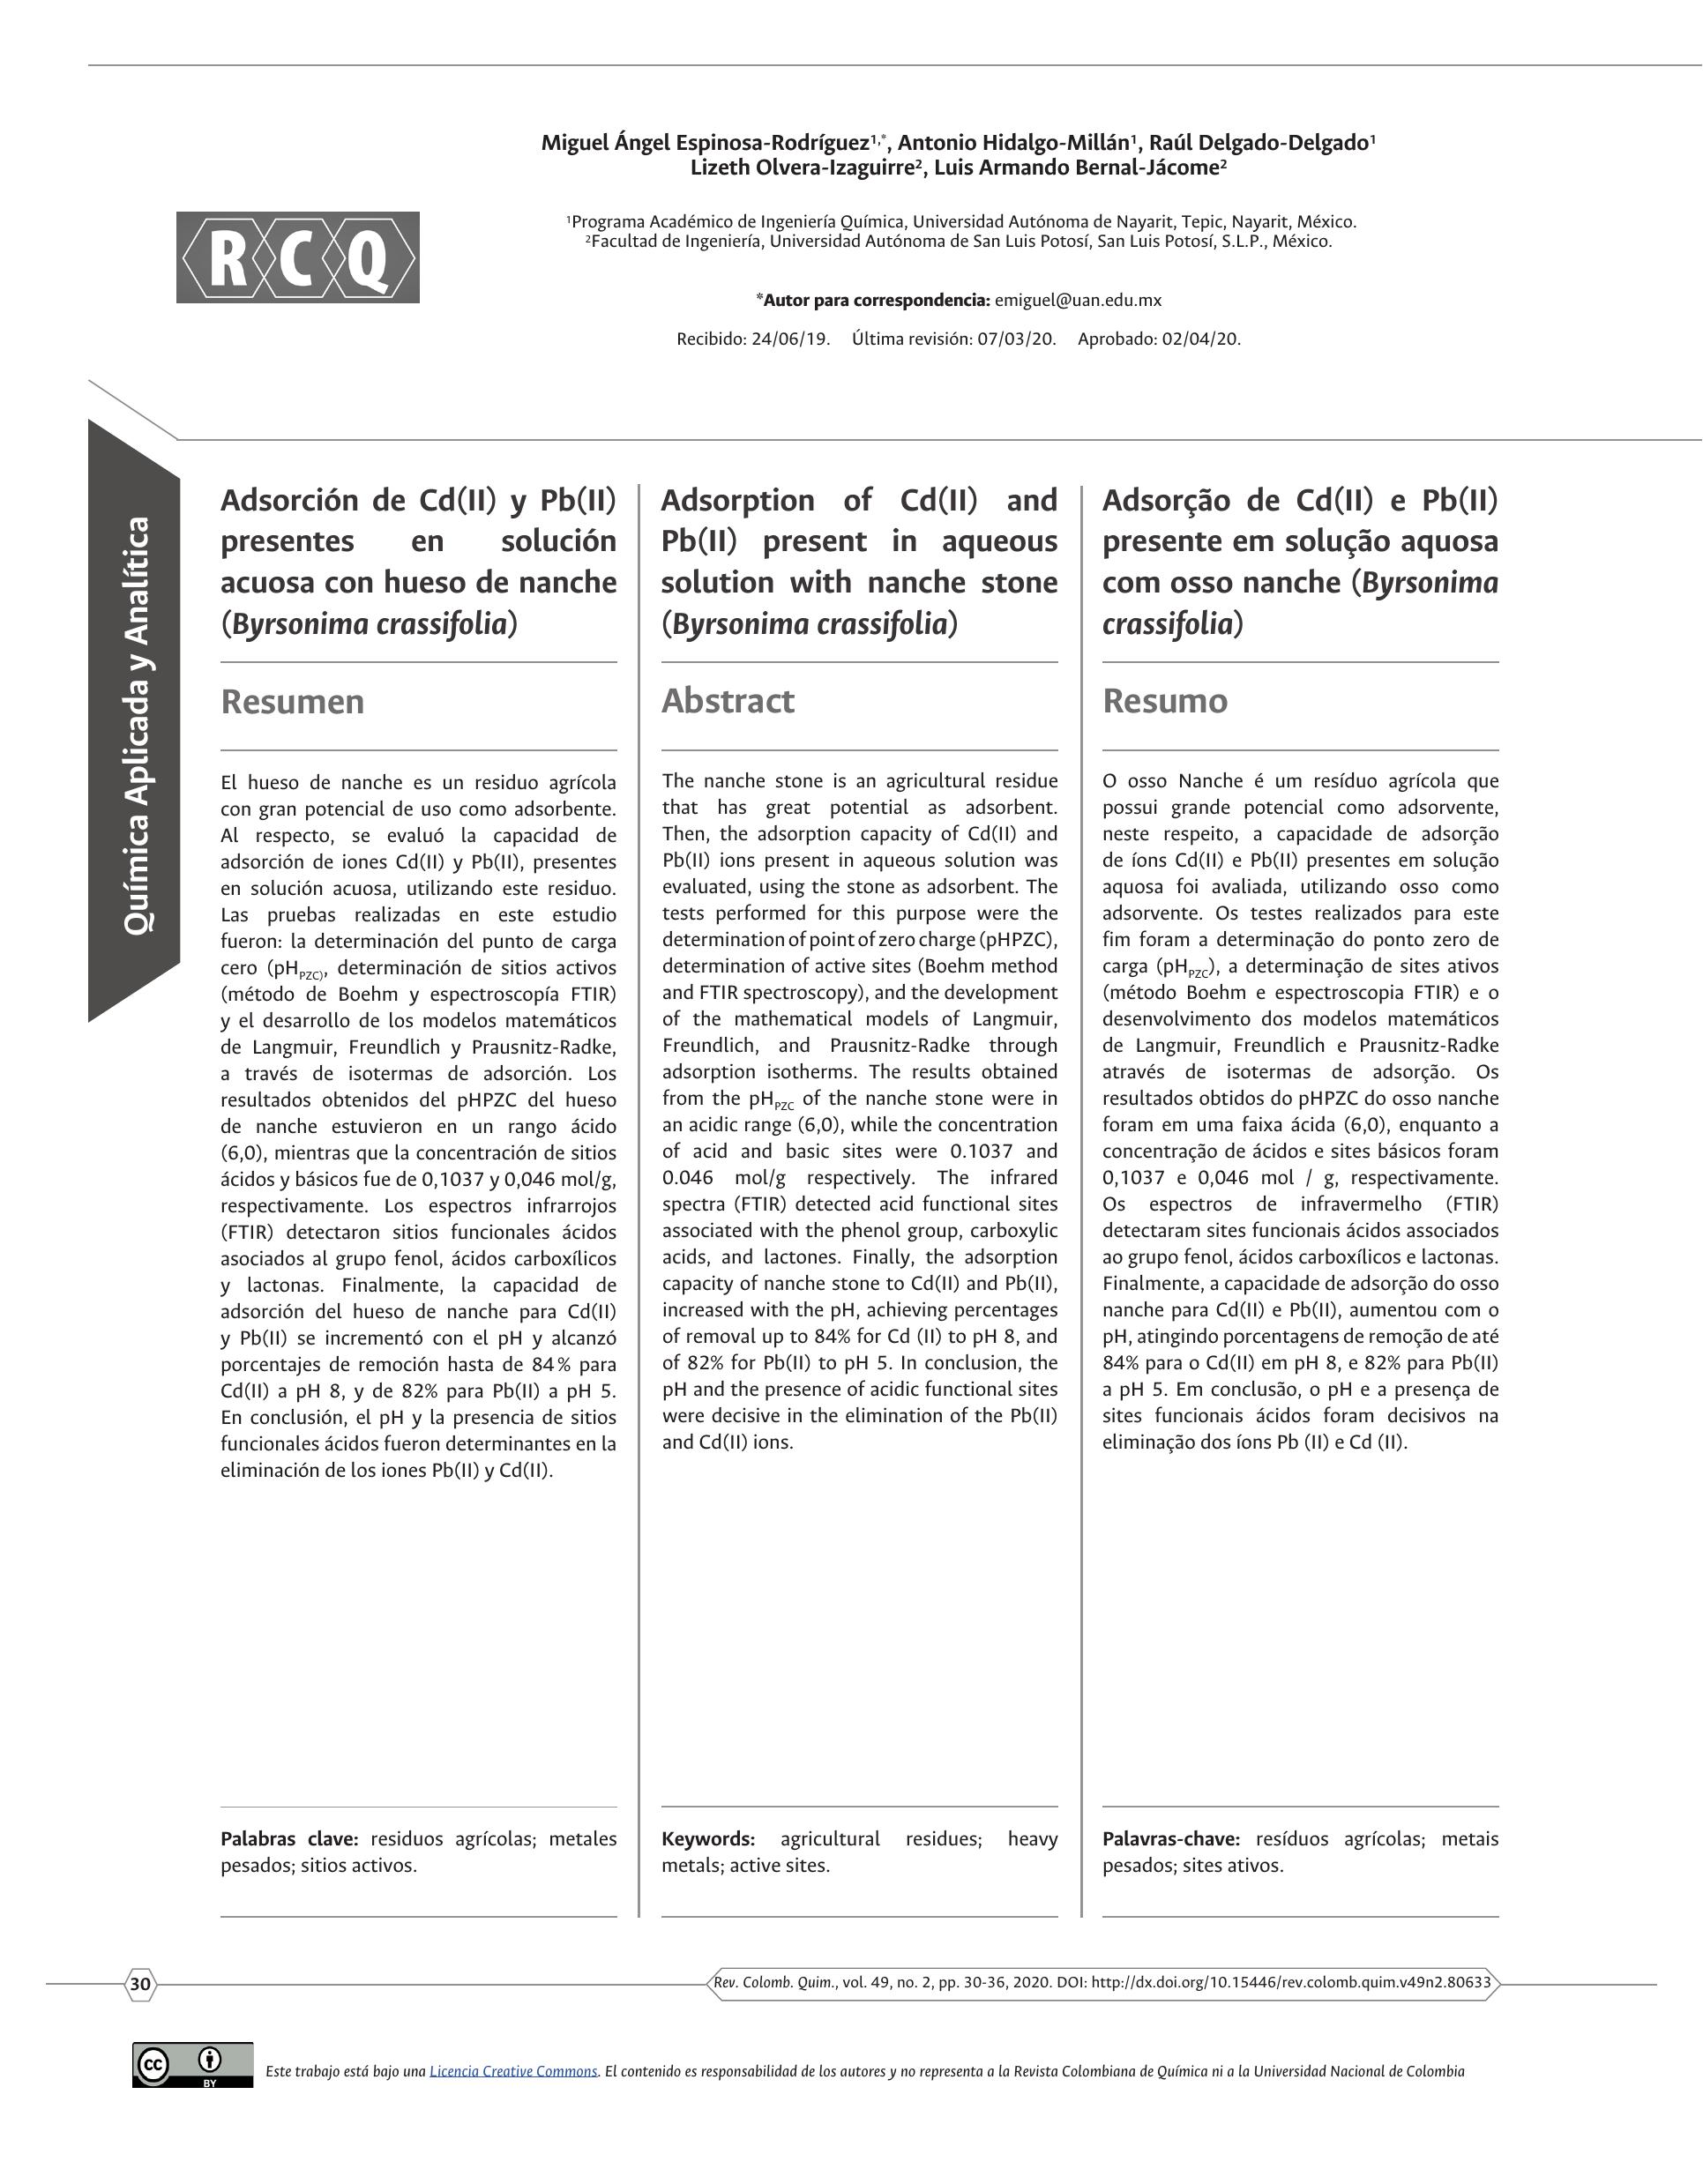 Miguel Ángel Espinosa-Rodríguez¹,*, Antonio Hidalgo-Millán¹, Raúl Delgado-Delgado¹
Lizeth Olvera-Izaguirre², Luis Armando Bernal-Jácome²
¹Programa Académico de Ingeniería Química, Universidad Autónoma de Nayarit, Tepic, Nayarit, México.
²Facultad de Ingeniería, Universidad Autónoma de San Luis Potosí, San Luis Potosí, S.L.P., México.
RCQ
*Autor para correspondencia: emiguel@uan.edu.mx
Recibido: 24/06/19. Última revisión: 07/03/20. Aprobado: 02/04/20.
Química Aplicada y Analítica
Adsorción de Cd(II) y Pb(II)
presentes en solución
acuosa con hueso de nanche
(Byrsonima crassifolia)
Resumen
El hueso de nanche es un residuo agrícola
con gran potencial de uso como adsorbente.
Al respecto, se evaluó la capacidad de
adsorción de iones Cd(II) y Pb(II), presentes
en solución acuosa, utilizando este residuo.
Las pruebas realizadas en este estudio
fueron: la determinación del punto de carga
cero (pHPZC), determinación de sitios activos
(método de Boehm y espectroscopía FTIR)
y el desarrollo de los modelos matemáticos
de Langmuir, Freundlich y Prausnitz-Radke,
a través de isotermas de adsorción. Los
resultados obtenidos del pHPZC del hueso
de nanche estuvieron en un rango ácido
(6,0), mientras que la concentración de sitios
ácidos y básicos fue de 0,1037 y 0,046 mol/g,
respectivamente. Los espectros infrarrojos
(FTIR) detectaron sitios funcionales ácidos
asociados al grupo fenol, ácidos carboxílicos
y lactonas. Finalmente, la capacidad de
adsorción del hueso de nanche para Cd(II)
y Pb(II) se incrementó con el pH y alcanzó
porcentajes de remoción hasta de 84% para
Cd(II) a pH 8, y de 82% para Pb(II) a pH 5.
En conclusión, el pH y la presencia de sitios
funcionales ácidos fueron determinantes en la
eliminación de los iones Pb(II) y Cd(II).
Palabras clave: residuos agrícolas; metales
pesados; sitios activos.
Adsorption of Cd(II) and
Pb(II) present in aqueous
solution with nanche stone
(Byrsonima crassifolia)
Abstract
The nanche stone is an agricultural residue
that has great potential as adsorbent.
Then, the adsorption capacity of Cd(II) and
Pb(II) ions present in aqueous solution was
evaluated, using the stone as adsorbent. The
tests performed for this purpose were the
determination of point of zero charge (pHPZC),
determination of active sites (Boehm method
and FTIR spectroscopy), and the development
of the mathematical models of Langmuir,
Freundlich, and Prausnitz-Radke through
adsorption isotherms. The results obtained
from the pHPZC of the nanche stone were in
an acidic range (6,0), while the concentration
of acid and basic sites were 0.1037 and
0.046 mol/g respectively. The infrared
spectra (FTIR) detected acid functional sites
associated with the phenol group, carboxylic
acids, and lactones. Finally, the adsorption
capacity of nanche stone to Cd(II) and Pb(II),
increased with the pH, achieving percentages
of removal up to 84% for Cd (II) to pH 8, and
of 82% for Pb(II) to pH 5. In conclusion, the
pH and the presence of acidic functional sites
were decisive in the elimination of the Pb(II)
and Cd(II) ions.
Keywords: agricultural residues; heavy
metals; active sites.
Adsorção de Cd(II) e Pb(II)
presente em solução aquosa
com osso nanche (Byrsonima
crassifolia)
Resumo
O osso Nanche é um resíduo agrícola que
possui grande potencial como adsorvente,
neste respeito, a capacidade de adsorção
de íons Cd(II) e Pb(II) presentes em solução
aquosa foi avaliada, utilizando osso como
adsorvente. Os testes realizados para este
fim foram a determinação do ponto zero de
carga (pHPZC), a determinação de sites ativos
(método Boehm e espectroscopia FTIR) e o
desenvolvimento dos modelos matemáticos
de Langmuir, Freundlich e Prausnitz-Radke
através de isotermas de adsorção. Os
resultados obtidos do pHPZC do osso nanche
foram em uma faixa ácida (6,0), enquanto a
concentração de ácidos e sites básicos foram
0,1037 e 0,046 mol / g, respectivamente.
Os espectros de infravermelho (FTIR)
detectaram sites funcionais ácidos associados
ao grupo fenol, ácidos carboxílicos e lactonas.
Finalmente, a capacidade de adsorção do osso
nanche para Cd(II) e Pb(II), aumentou com o
pH, atingindo porcentagens de remoção de até
84% para o Cd(II) em pH 8, e 82% para Pb(II)
a pH 5. Em conclusão, o pH e a presença de
sites funcionais ácidos foram decisivos na
eliminação dos íons Pb (II) e Cd (II).
Palavras-chave: resíduos agrícolas; metais
pesados; sites ativos.
30
Rev. Colomb. Quim., vol. 49, no. 2, pp. 30-36, 2020. DOI: http://dx.doi.org/10.15446/rev.colomb.quim.v49n2.80633
cc BY
Este trabajo está bajo una Licencia Creative Commons. El contenido es responsabilidad de los autores y no representa a la Revista Colombiana de Química ni a la Universidad Nacional de Colombia